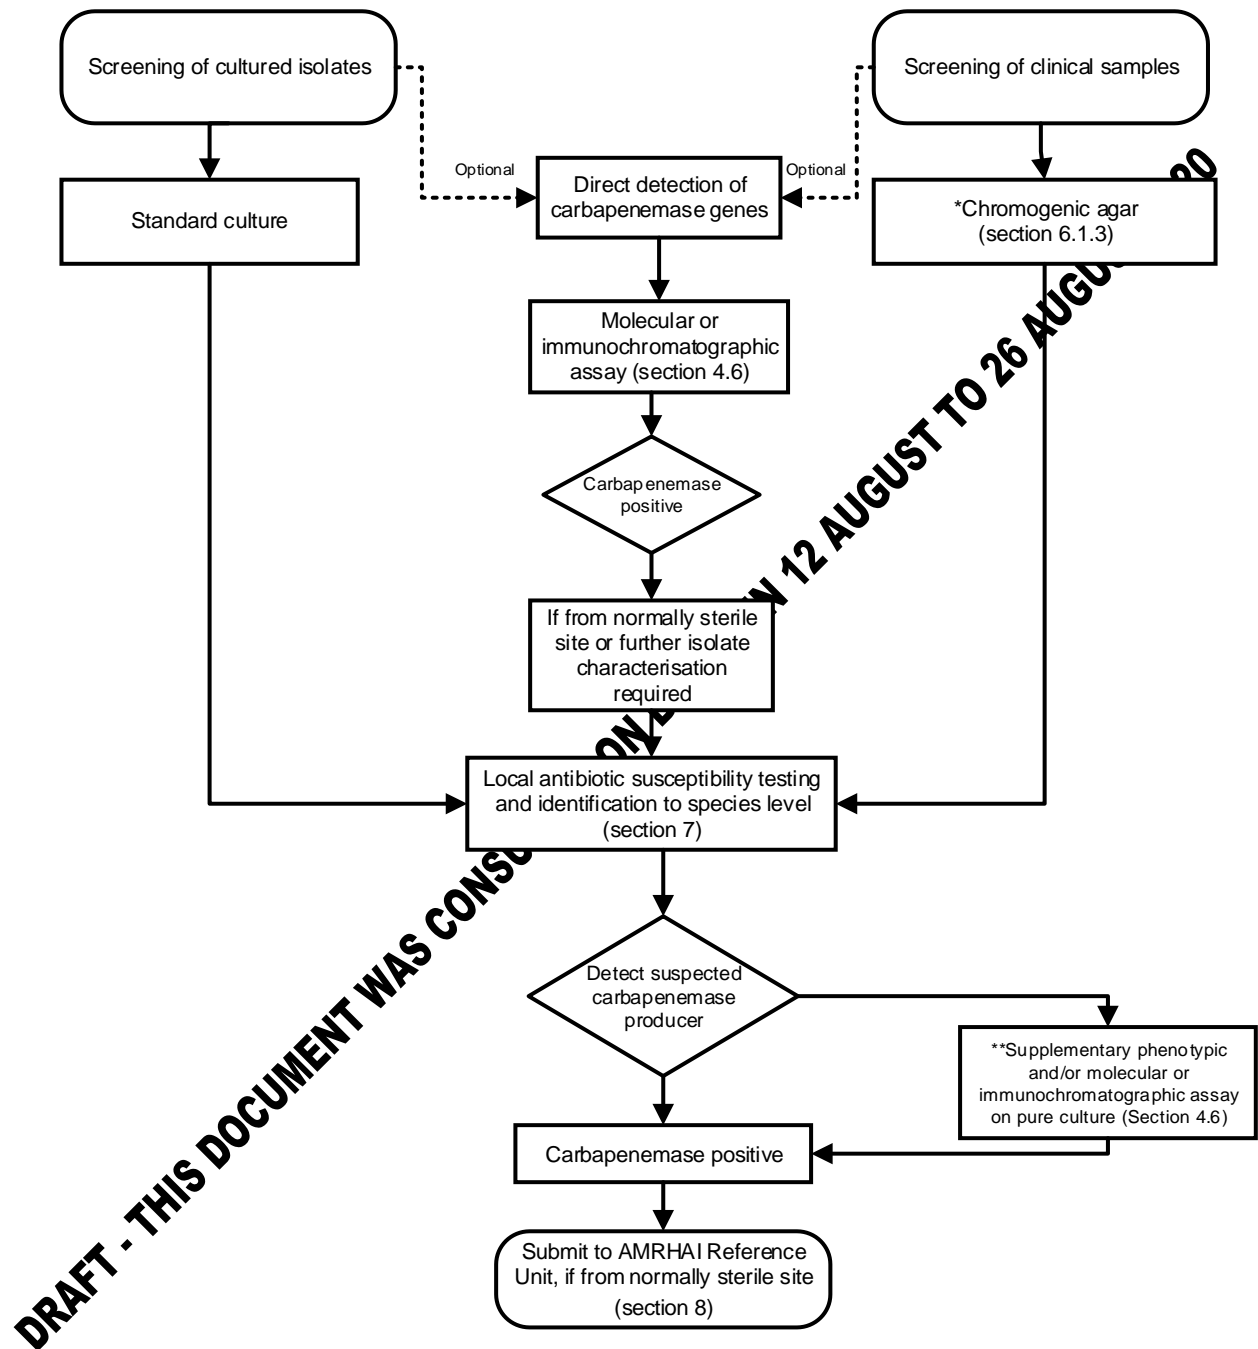 Screening of cultured isolates
Screening of clinical samples
Optional
Optional
Standard culture
Direct detection of
carbapenemase genes
*Chromogenic agar
(section 6.1.3)
Molecular or
immunochromatographic
assay (section 4.6)
Carbapenemase
positive
If from normally sterile
site or further isolate
characterisation
required
Local antibiotic susceptibility testing
and identification to species level
(section 7)
Detect suspected
carbapenemase
producer
**Supplementary phenotypic
and/or molecular or
immunochromatographic assay
on pure culture (Section 4.6)
Carbapenemase positive
Submit to AMRHAI Reference
Unit, if from normally sterile site
(section 8)
DRAFT - THIS DOCUMENT WAS 12 AUGUST TO 26